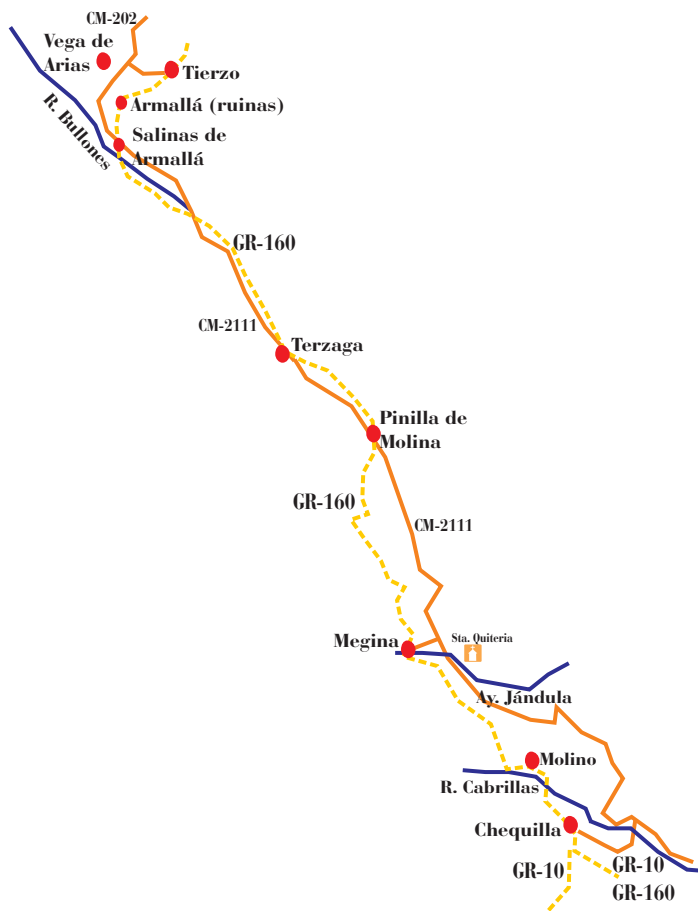 CM-202
Vega de
Arias
Tierzo
Armallá (ruinas)
R. Bullones
Salinas de
Armallá
GR-160
CM-2111
Terzaga
Pinilla de
Molina
GR-160
CM-2111
Megina
Sta. Quiteria
Ay. Jándula
Molino
R. Cabrillas
Chequilla
GR-10
GR-10
GR-160